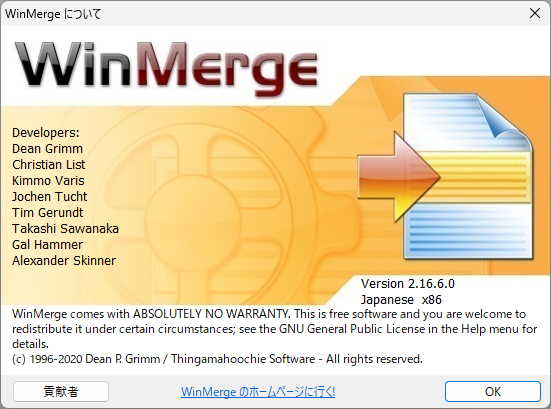 WinMerge について
WinMerge
Developers:
Dean Grimm
Christian List
Kimmo Varis
Jochen Tucht
Tim Gerundt
Takashi Sawanaka
Gal Hammer
Alexander Skinner
Version 2.16.6.0
Japanese x86
WinMerge comes with ABSOLUTELY NO WARRANTY. This is free software and you are welcome to
redistribute it under certain circumstances; see the GNU General Public License in the Help menu for
details.
(c) 1996-2020 Dean P. Grimm / Thingamahoochie Software - All rights reserved.
貢献者
WinMerge のホームページに行く!
OK